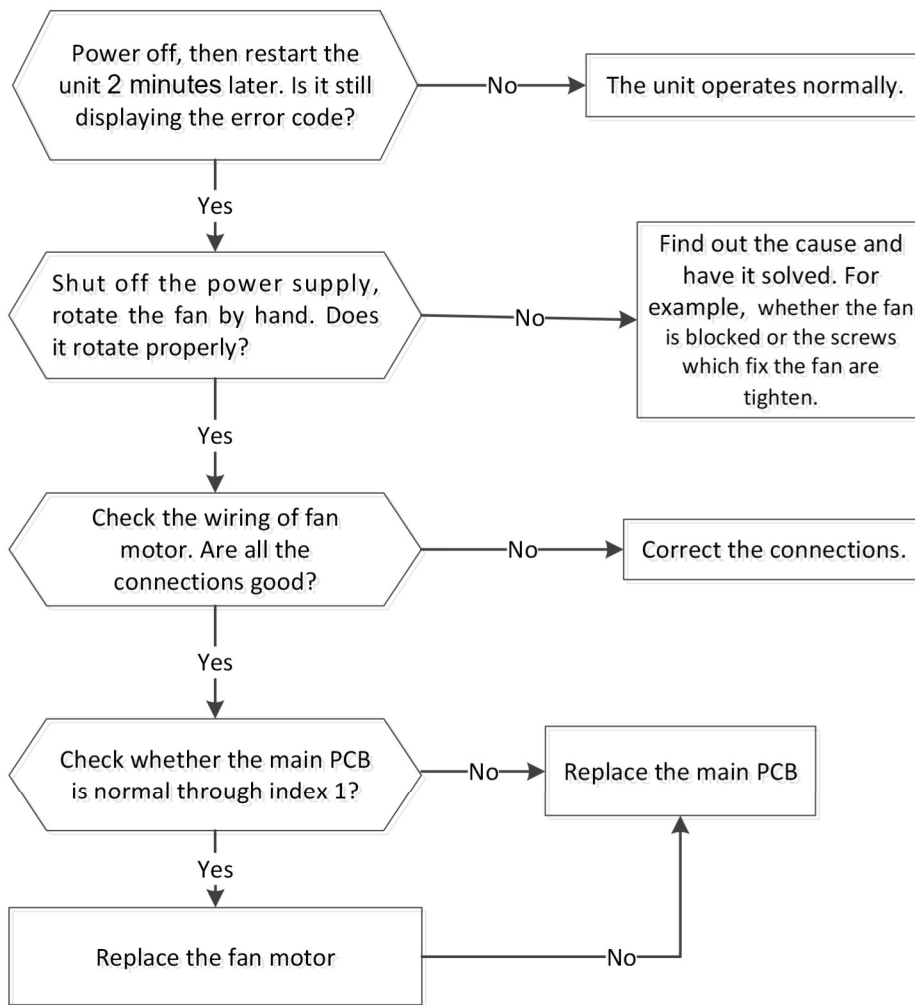 Power off, then restart the
unit 2 minutes later. Is it still
displaying the error code?
No
The unit operates normally.
Yes
Shut off the power supply,
rotate the fan by hand. Does
it rotate properly?
No
Find out the cause and
have it solved. For
example, whether the fan
is blocked or the screws
which fix the fan are
tighten.
Yes
Check the wiring of fan
motor. Are all the
connections good?
No
Correct the connections.
Yes
Check whether the main PCB
is normal through index 1?
No
Replace the main PCB
Yes
Replace the fan motor
No